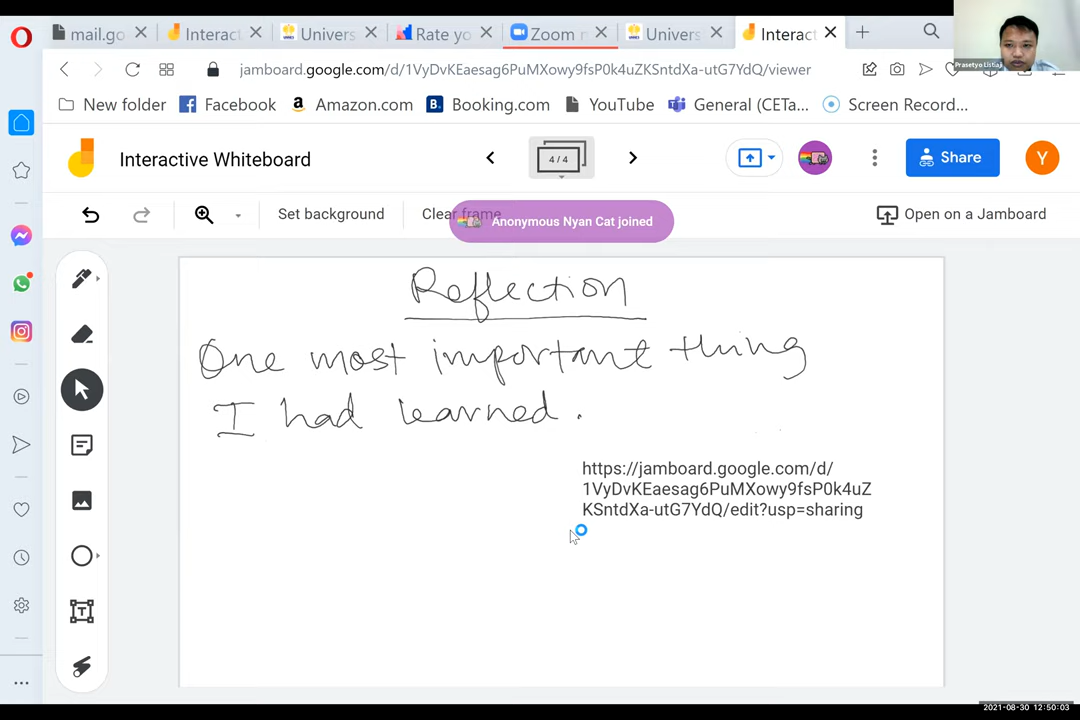 mail.go
Interact
Univers
Rate yo
Zoom
Univers
Interact
jamboard.google.com/d/1VyDvKEaesag6PuMXowy9fsP0k4uZKSntdXa-utG7YdQ/viewer
Prasetyo Listiaji
New folder
Facebook
Amazon.com
B. Booking.com
YouTube
General (CETa...
Screen Record...
Interactive Whiteboard
4/4
Share
Y
Set background
Clear frame
Anonymous Nyan Cat joined
Open on a Jamboard
Reflection
One most important thing
I had learned.
https://jamboard.google.com/d/
1VyDvKEaesag6PuMXowy9fsP0k4uZ
KSntdXa-utG7YdQ/edit?usp=sharing
2021-08-30 12:50:03